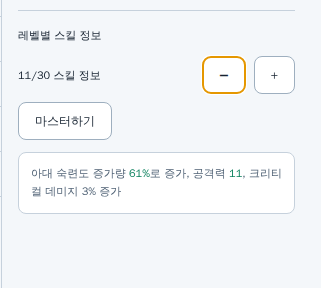 레벨별 스킬 정보
11/30 스킬 정보
−
+
마스터하기
아대 숙련도 증가량 61%로 증가, 공격력 11, 크리티
컬 데미지 3% 증가